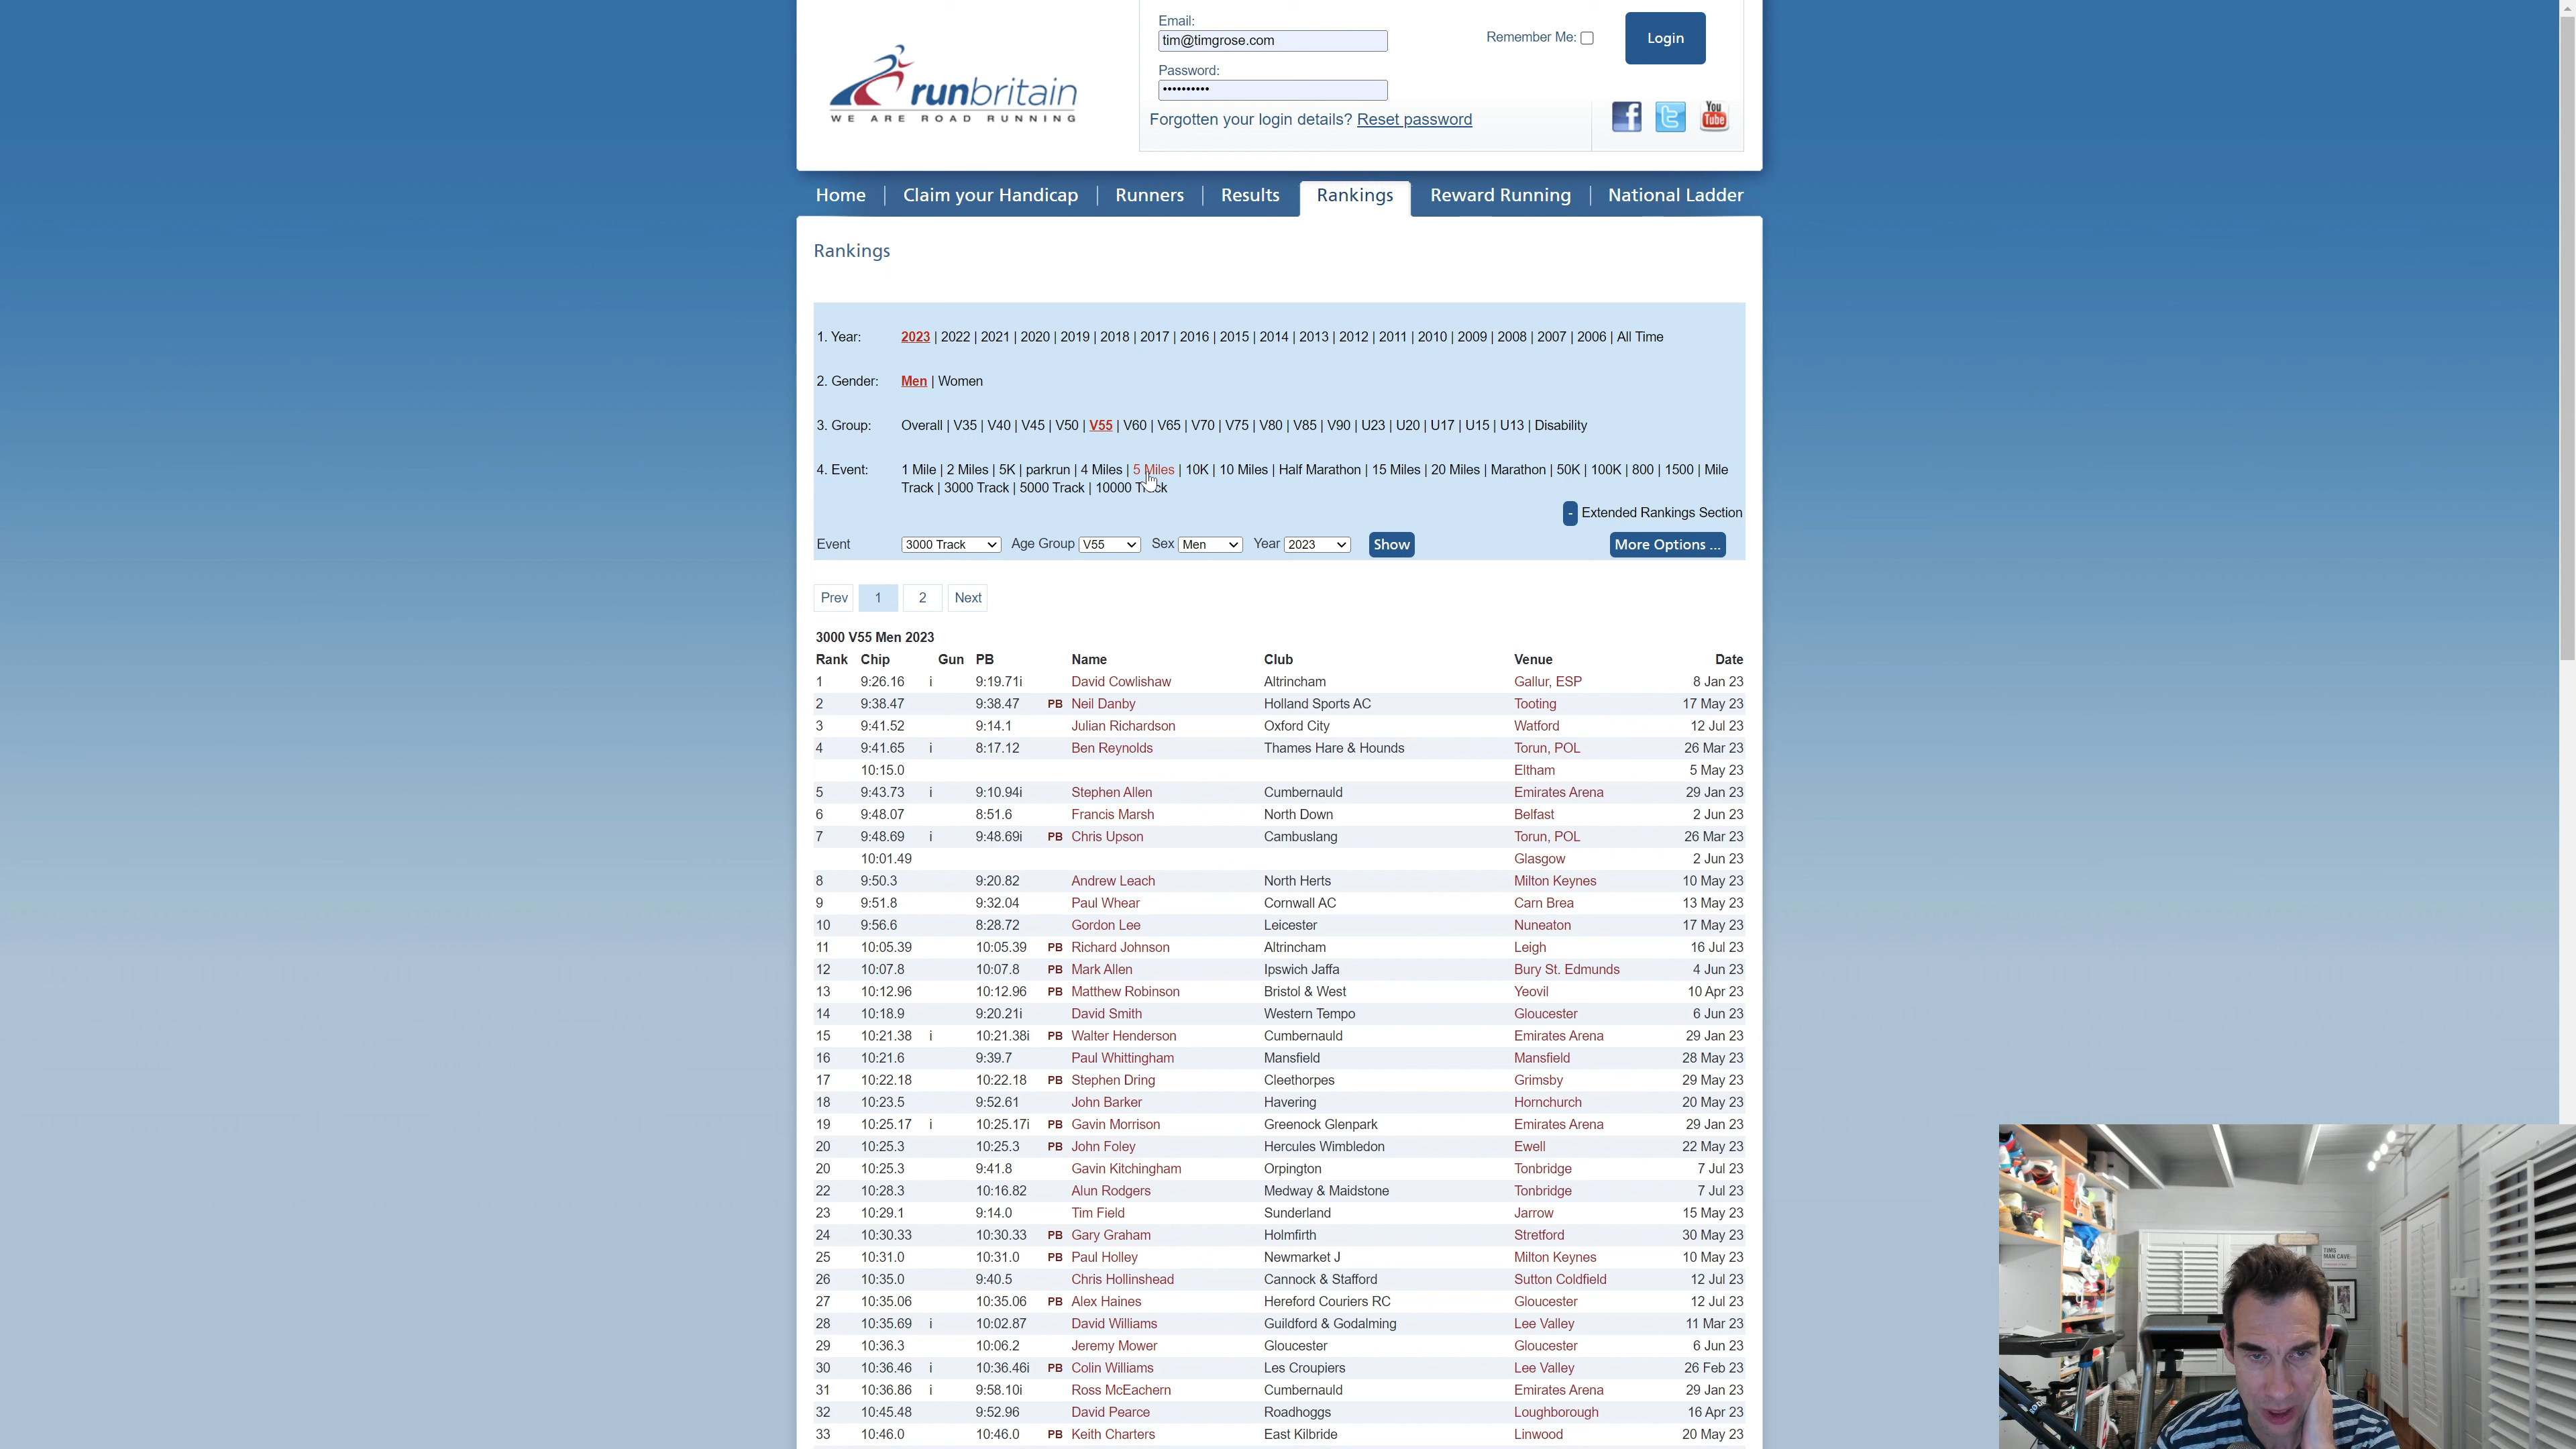 Email:
tim@timgrose.com
Remember Me:
Login
Password:
••••••••••
runbritain
WE ARE ROAD RUNNING
Forgotten your login details? Reset password
You Tube
Home | Claim your Handicap | Runners | Results | Rankings | Reward Running | National Ladder
Rankings
1. Year: 2023 | 2022 | 2021 | 2020 | 2019 | 2018 | 2017 | 2016 | 2015 | 2014 | 2013 | 2012 | 2011 | 2010 | 2009 | 2008 | 2007 | 2006 | All Time
2. Gender: Men | Women
3. Group: Overall | V35 | V40 | V45 | V50 | V55 | V60 | V65 | V70 | V75 | V80 | V85 | V90 | U23 | U20 | U17 | U15 | U13 | Disability
4. Event: 1 Mile | 2 Miles | 5K | parkrun | 4 Miles | 5 Miles | 10K | 10 Miles | Half Marathon | 15 Miles | 20 Miles | Marathon | 50K | 100K | 800 | 1500 | Mile
Track | 3000 Track | 5000 Track | 10000 Track
- Extended Rankings Section
Event 3000 Track Age Group V55 Sex Men Year 2023 Show More Options ...
Prev 1 2 Next
3000 V55 Men 2023
Rank Chip Gun PB Name Club Venue Date
1 9:26.16 i 9:19.71i David Cowlishaw Altrincham Gallur, ESP 8 Jan 23
2 9:38.47 9:38.47 PB Neil Danby Holland Sports AC Tooting 17 May 23
3 9:41.52 9:14.1 Julian Richardson Oxford City Watford 12 Jul 23
4 9:41.65 i 8:17.12 Ben Reynolds Thames Hare & Hounds Torun, POL 26 Mar 23
10:15.0 Eltham 5 May 23
5 9:43.73 i 9:10.94i Stephen Allen Cumbernauld Emirates Arena 29 Jan 23
6 9:48.07 8:51.6 Francis Marsh North Down Belfast 2 Jun 23
7 9:48.69 i 9:48.69i PB Chris Upson Cambuslang Torun, POL 26 Mar 23
10:01.49 Glasgow 2 Jun 23
8 9:50.3 9:20.82 Andrew Leach North Herts Milton Keynes 10 May 23
9 9:51.8 9:32.04 Paul Whear Cornwall AC Carn Brea 13 May 23
10 9:56.6 8:28.72 Gordon Lee Leicester Nuneaton 17 May 23
11 10:05.39 10:05.39 PB Richard Johnson Altrincham Leigh 16 Jul 23
12 10:07.8 10:07.8 PB Mark Allen Ipswich Jaffa Bury St. Edmunds 4 Jun 23
13 10:12.96 10:12.96 PB Matthew Robinson Bristol & West Yeovil 10 Apr 23
14 10:18.9 9:20.21i David Smith Western Tempo Gloucester 6 Jun 23
15 10:21.38 i 10:21.38i PB Walter Henderson Cumbernauld Emirates Arena 29 Jan 23
16 10:21.6 9:39.7 Paul Whittingham Mansfield Mansfield 28 May 23
17 10:22.18 10:22.18 PB Stephen Dring Cleethorpes Grimsby 29 May 23
18 10:23.5 9:52.61 John Barker Havering Hornchurch 20 May 23
19 10:25.17 i 10:25.17i PB Gavin Morrison Greenock Glenpark Emirates Arena 29 Jan 23
20 10:25.3 10:25.3 PB John Foley Hercules Wimbledon Ewell 22 May 23
20 10:25.3 9:41.8 Gavin Kitchingham Orpington Tonbridge 7 Jul 23
22 10:28.3 10:16.82 Alun Rodgers Medway & Maidstone Tonbridge 7 Jul 23
23 10:29.1 9:14.0 Tim Field Sunderland Jarrow 15 May 23
24 10:30.33 10:30.33 PB Gary Graham Holmfirth Stretford 30 May 23
25 10:31.0 10:31.0 PB Paul Holley Newmarket J Milton Keynes 10 May 23
26 10:35.0 9:40.5 Chris Hollinshead Cannock & Stafford Sutton Coldfield 12 Jul 23
27 10:35.06 10:35.06 PB Alex Haines Hereford Couriers RC Gloucester 12 Jul 23
28 10:35.69 i 10:02.87 David Williams Guildford & Godalming Lee Valley 11 Mar 23
29 10:36.3 10:06.2 Jeremy Mower Gloucester Gloucester 6 Jun 23
30 10:36.46 i 10:36.46i PB Colin Williams Les Croupiers Lee Valley 26 Feb 23
31 10:36.86 i 9:58.10i Ross McEachern Cumbernauld Emirates Arena 29 Jan 23
32 10:45.48 9:52.96 David Pearce Roadhoggs Loughborough 16 Apr 23
33 10:46.0 10:46.0 PB Keith Charters East Kilbride Linwood 20 May 23
TIMS
MAN CAVE